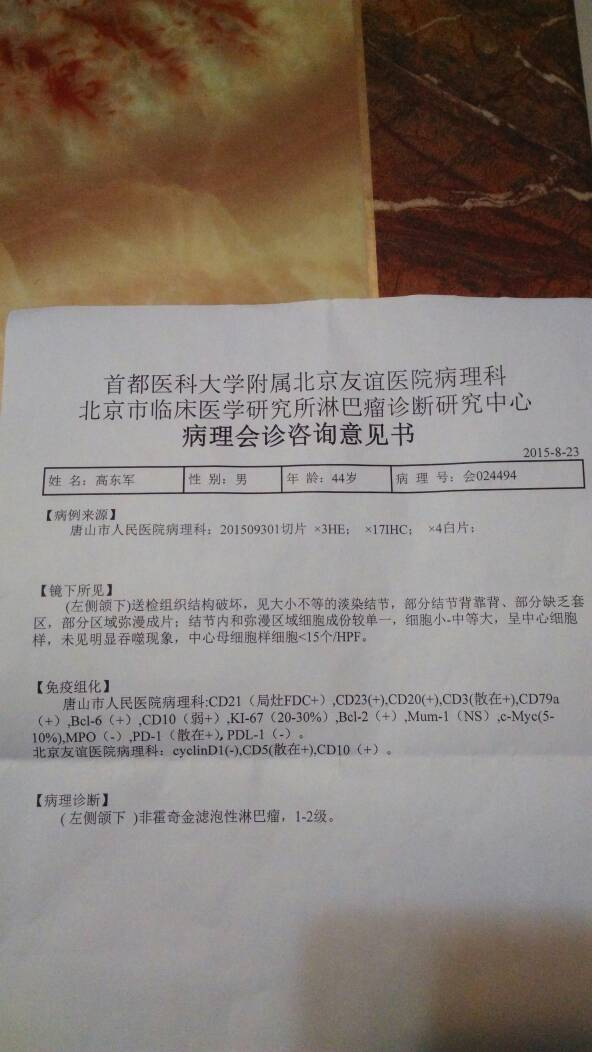 首都医科大学附属北京友谊医院病理科
北京市临床医学研究所淋巴瘤诊断研究中心
病理会诊咨询意见书
2015-8-23
姓 名：高东军 性 别：男 年 龄：44岁 病 理 号：会024494
【病例来源】
唐山市人民医院病理科：201509301切片 ×3HE； ×17IHC； ×4白片；
【镜下所见】
(左侧颌下)送检组织结构破坏，见大小不等的淡染结节，部分结节背靠背、部分缺乏套
区，部分区域弥漫成片；结节内和弥漫区域细胞成份较单一，细胞小-中等大，呈中心细胞
样，未见明显吞噬现象，中心母细胞样细胞<15个/HPF。
【免疫组化】
唐山市人民医院病理科:CD21（局灶FDC+）,CD23(+),CD20(+),CD3(散在+),CD79a
（+）,Bcl-6（+）,CD10（弱+）,KI-67（20-30%）,Bcl-2（+）,Mum-1（NS）,c-Myc(5-
10%),MPO（-）,PD-1（散在+）, PDL-1（-）。
北京友谊医院病理科：cyclinD1(-),CD5(散在+),CD10（+）。
【病理诊断】
( 左侧颌下 )非霍奇金滤泡性淋巴瘤，1-2级。